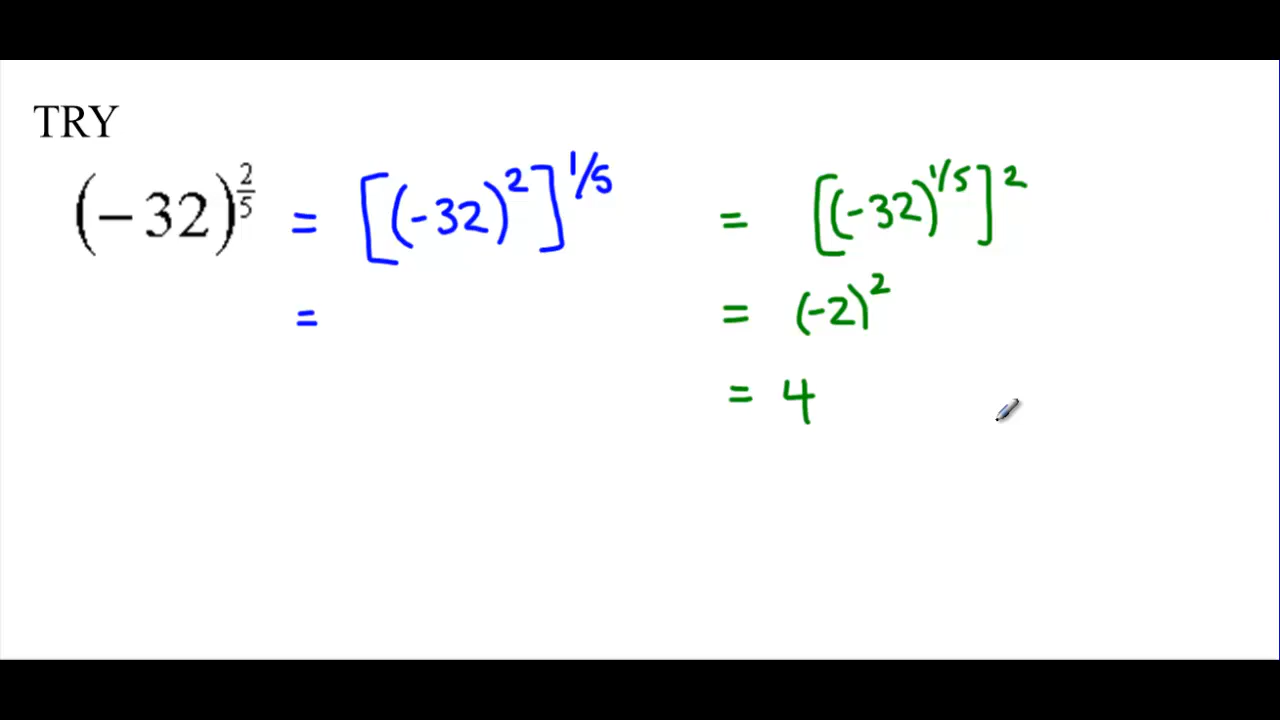 TRY
(-32)^{2/5} = [(-32)^2]^{1/5} = [(-32)^{1/5}]^2
= = (-2)^2
= 4